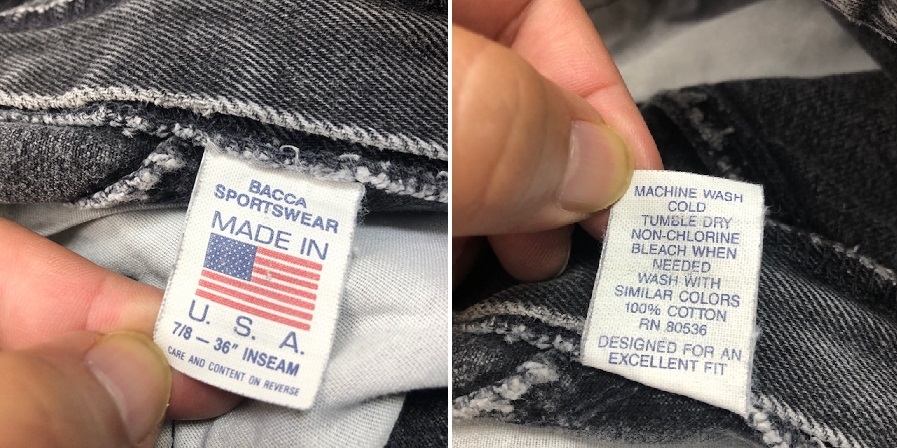 BACCA
SPORTSWEAR
MADE IN
U. S. A.
7/8 – 36" INSEAM
CARE AND CONTENT ON REVERSE
MACHINE WASH
COLD
TUMBLE DRY
NON-CHLORINE
BLEACH WHEN
NEEDED
WASH WITH
SIMILAR COLORS
100% COTTON
RN 80536
DESIGNED FOR AN
EXCELLENT FIT